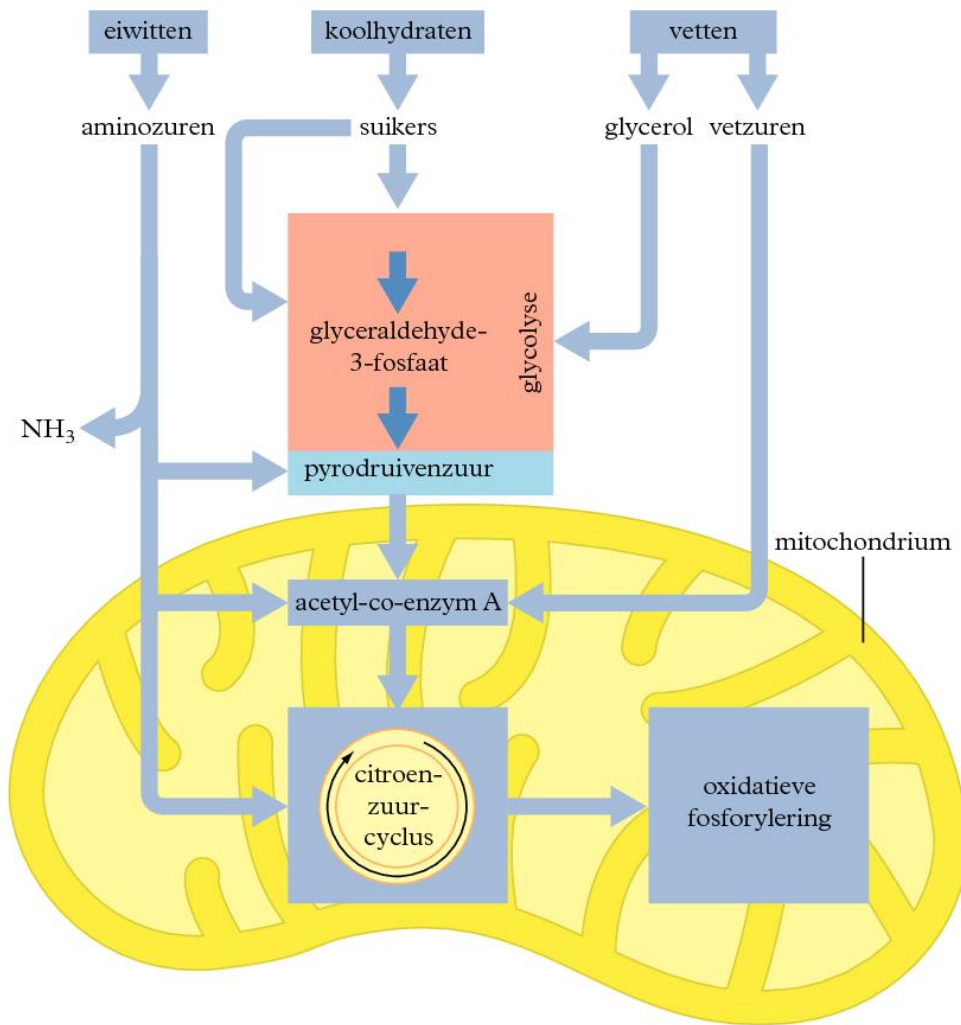 eiwitten
koolhydraten
vetten
aminozuren
suikers
glycerol
vetzuren
glyceraldehyde-
3-fosfaat
glycolyse
NH₃
pyrodruivenzuur
mitochondrium
acetyl-co-enzym A
citroen-
zuur-
cyclus
oxidatieve
fosforylering